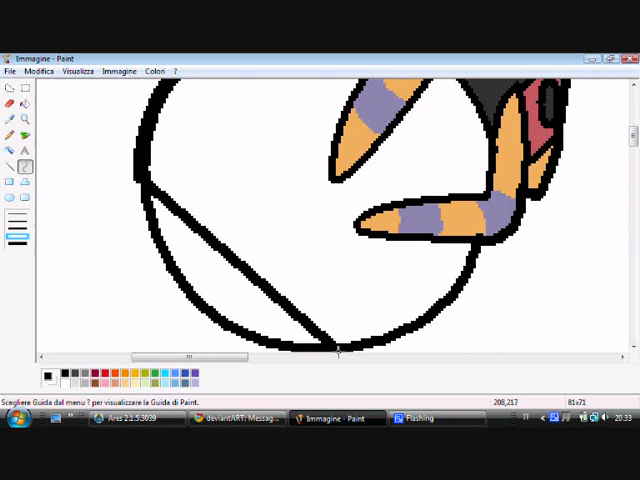 Immagine - Paint
File Modifica Visualizza Immagine Colori ?
Scegliere Guida dal menu ? per visualizzare la Guida di Paint.
208,217
81x71
Ares 2.1.5.3039
deviantART: Messag...
Immagine - Paint
Flashing
IT
20.33